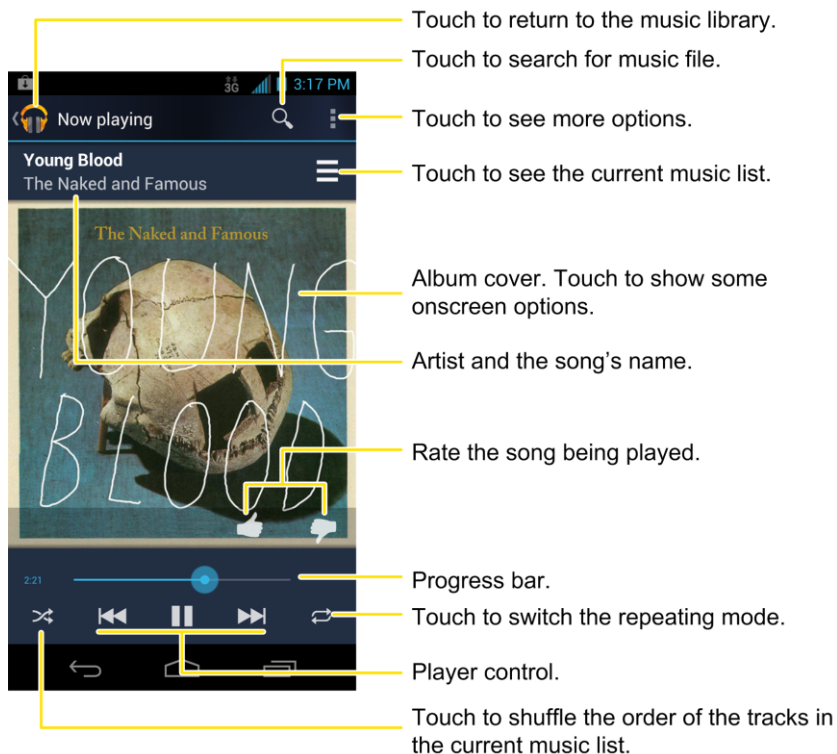 Touch to return to the music library.
Touch to search for music file.
3G 3:17 PM
Now playing
Touch to see more options.
Young Blood
The Naked and Famous
Touch to see the current music list.
The Naked and Famous
YOUNG
BLOOD
Album cover. Touch to show some
onscreen options.
Artist and the song’s name.
Rate the song being played.
2:21
Progress bar.
Touch to switch the repeating mode.
Player control.
Touch to shuffle the order of the tracks in
the current music list.